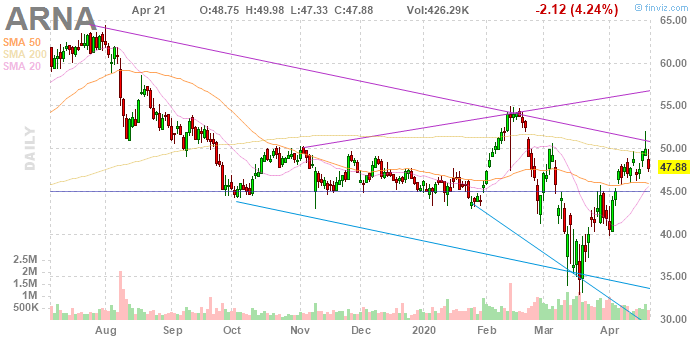 ARNA Apr 21 O:48.75 H:49.98 L:47.33 C:47.88 Vol:426.29K -2.12 (4.24%)
© finviz.com
SMA 50
SMA 200
SMA 20
DAILY
65.00
60.00
55.00
50.00
47.88
45.00
40.00
35.00
30.00
2.5M
2M
1.5M
1M
500K
Aug Sep Oct Nov Dec 2020 Feb Mar Apr